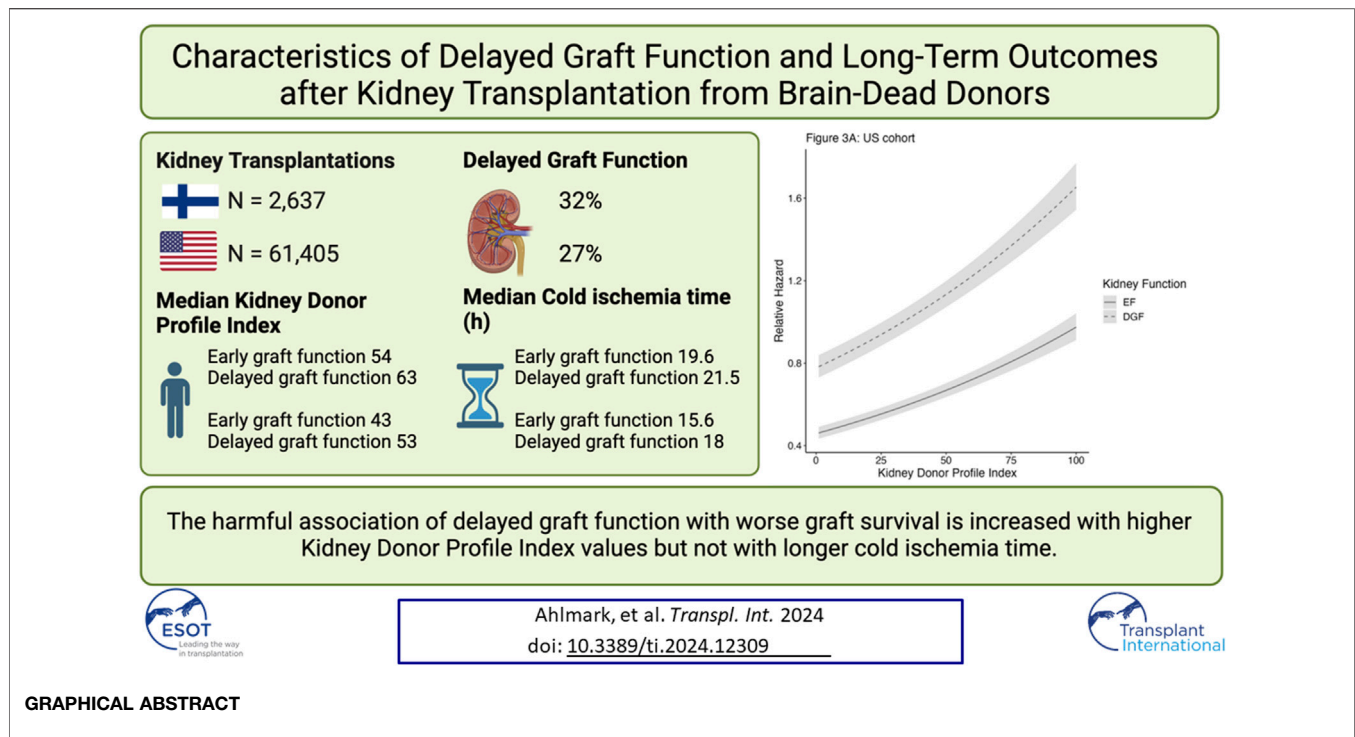 Characteristics of Delayed Graft Function and Long-Term Outcomes
after Kidney Transplantation from Brain-Dead Donors
Kidney Transplantations
N = 2,637
N = 61,405
Delayed Graft Function
32%
27%
Median Kidney Donor
Profile Index
Early graft function 54
Delayed graft function 63
Early graft function 43
Delayed graft function 53
Median Cold ischemia time
(h)
Early graft function 19.6
Delayed graft function 21.5
Early graft function 15.6
Delayed graft function 18
Figure 3A: US cohort
Relative Hazard
1.6
1.2
0.8
0.4
0
25
50
75
100
Kidney Donor Profile Index
Kidney Function
EF
DGF
The harmful association of delayed graft function with worse graft survival is increased with higher
Kidney Donor Profile Index values but not with longer cold ischemia time.
ESOT
Leading the way
in transplantation
Ahlmark, et al. Transpl. Int. 2024
doi: 10.3389/ti.2024.12309
Transplant
International
GRAPHICAL ABSTRACT